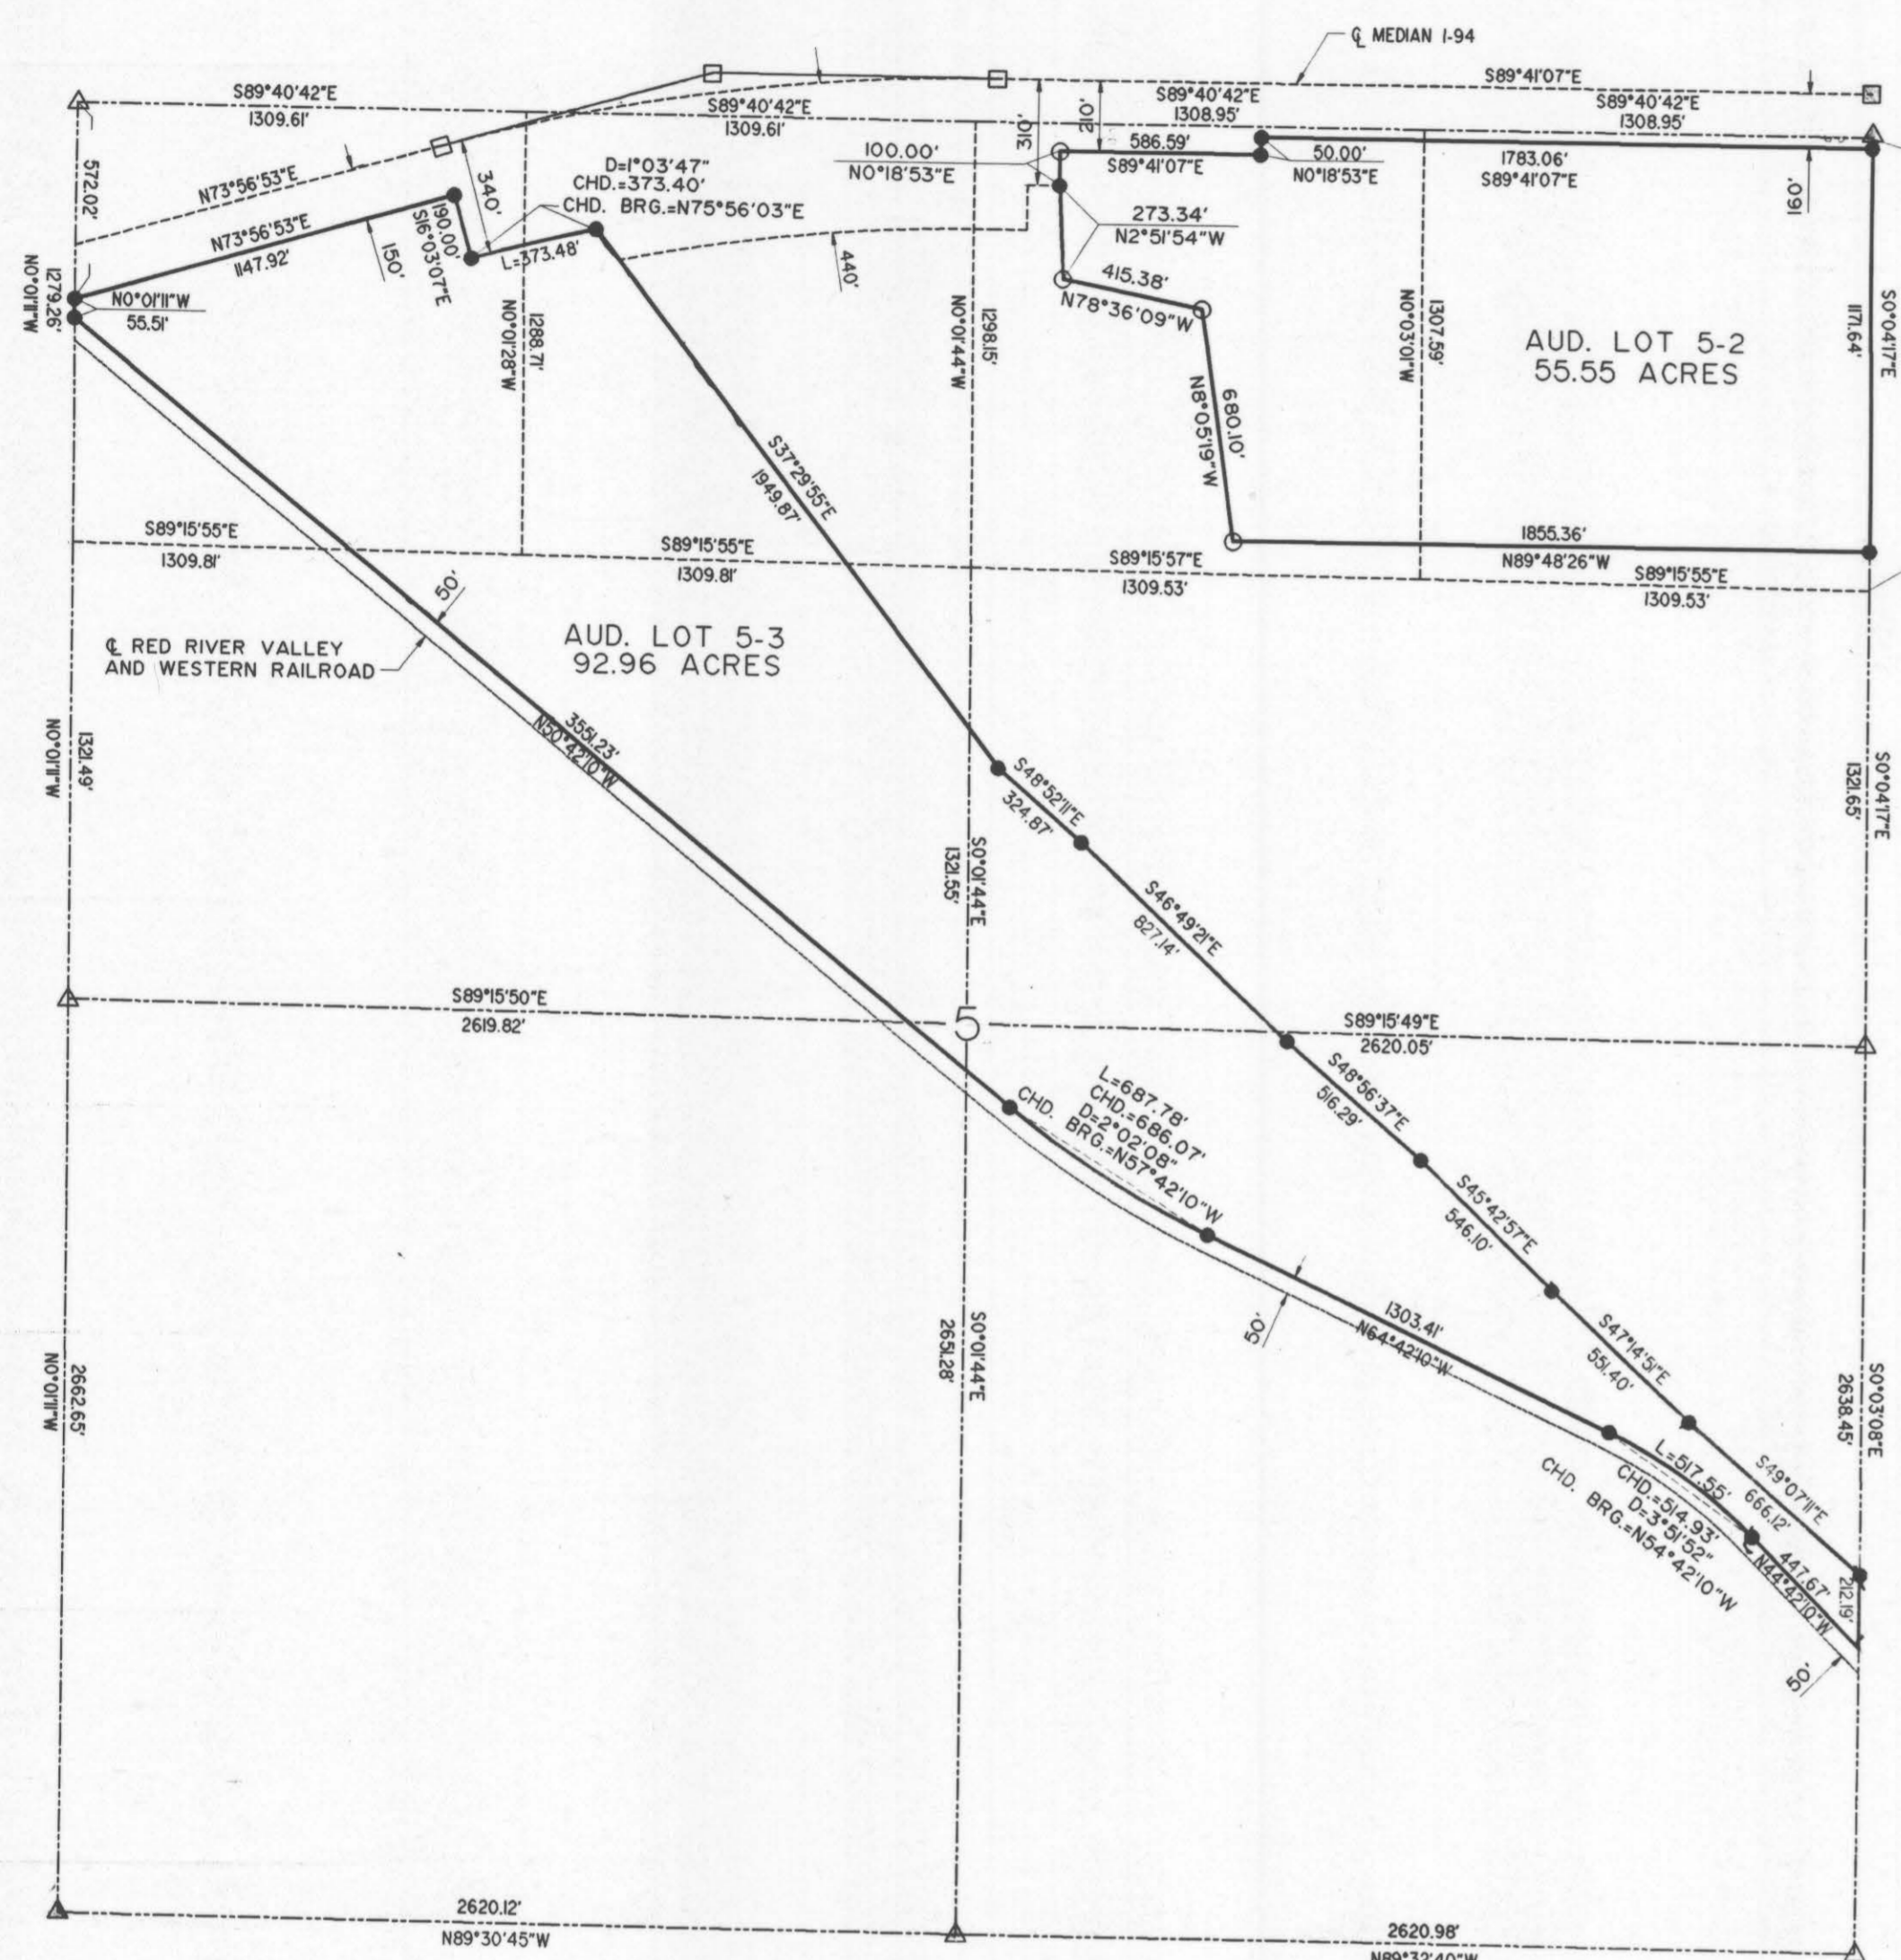 ℄ MEDIAN I-94
S89°40'42"E
1309.61'
S89°40'42"E
1309.61'
S89°40'42"E
1308.95'
S89°41'07"E
S89°40'42"E
1308.95'
572.02'
N73°56'53"E
N73°56'53"E
1147.92'
150'
190.00'
S16°03'07"E
340'
D=1°03'47"
CHD.=373.40'
CHD. BRG.=N75°56'03"E
L=373.48'
440'
310'
210'
100.00'
N0°18'53"E
586.59'
S89°41'07"E
50.00'
N0°18'53"E
1783.06'
S89°41'07"E
160'
273.34'
N2°51'54"W
415.38'
N78°36'09"W
680.10'
N8°05'19"W
AUD. LOT 5-2
55.55 ACRES
S0°04'17"E
1171.64'
1279.26'
N0°01'11"W
N0°01'11"W
55.51'
1288.71'
N0°01'28"W
1298.15'
N0°01'44"W
1307.59'
N0°03'01"W
S37°29'55"E
1949.87'
1855.36'
N89°48'26"W
S89°15'55"E
1309.81'
S89°15'55"E
1309.81'
S89°15'57"E
1309.53'
S89°15'55"E
1309.53'
50'
℄ RED RIVER VALLEY
AND WESTERN RAILROAD
AUD. LOT 5-3
92.96 ACRES
3551.23'
N50°42'10"W
1321.49'
N0°01'11"W
S48°52'11"E
324.87'
S0°01'44"E
1321.55'
S46°49'21"E
827.14'
S0°04'17"E
1321.65'
S89°15'50"E
2619.82'
5
S89°15'49"E
2620.05'
L=687.78'
CHD.=686.07'
D=2°02'08"
CHD. BRG.=N57°42'10"W
S48°56'37"E
516.29'
S45°42'57"E
546.10'
S47°14'51"E
551.40'
S49°07'11"E
666.12'
50'
1303.41'
N64°42'10"W
2662.65'
N0°01'11"W
S0°01'44"E
2651.28'
S0°03'08"E
2638.45'
L=517.55'
CHD.=514.93'
D=3°51'52"
CHD. BRG.=N54°42'10"W
447.67'
N44°42'10"W
212.19'
50'
2620.12'
N89°30'45"W
2620.98'
N89°32'40"W